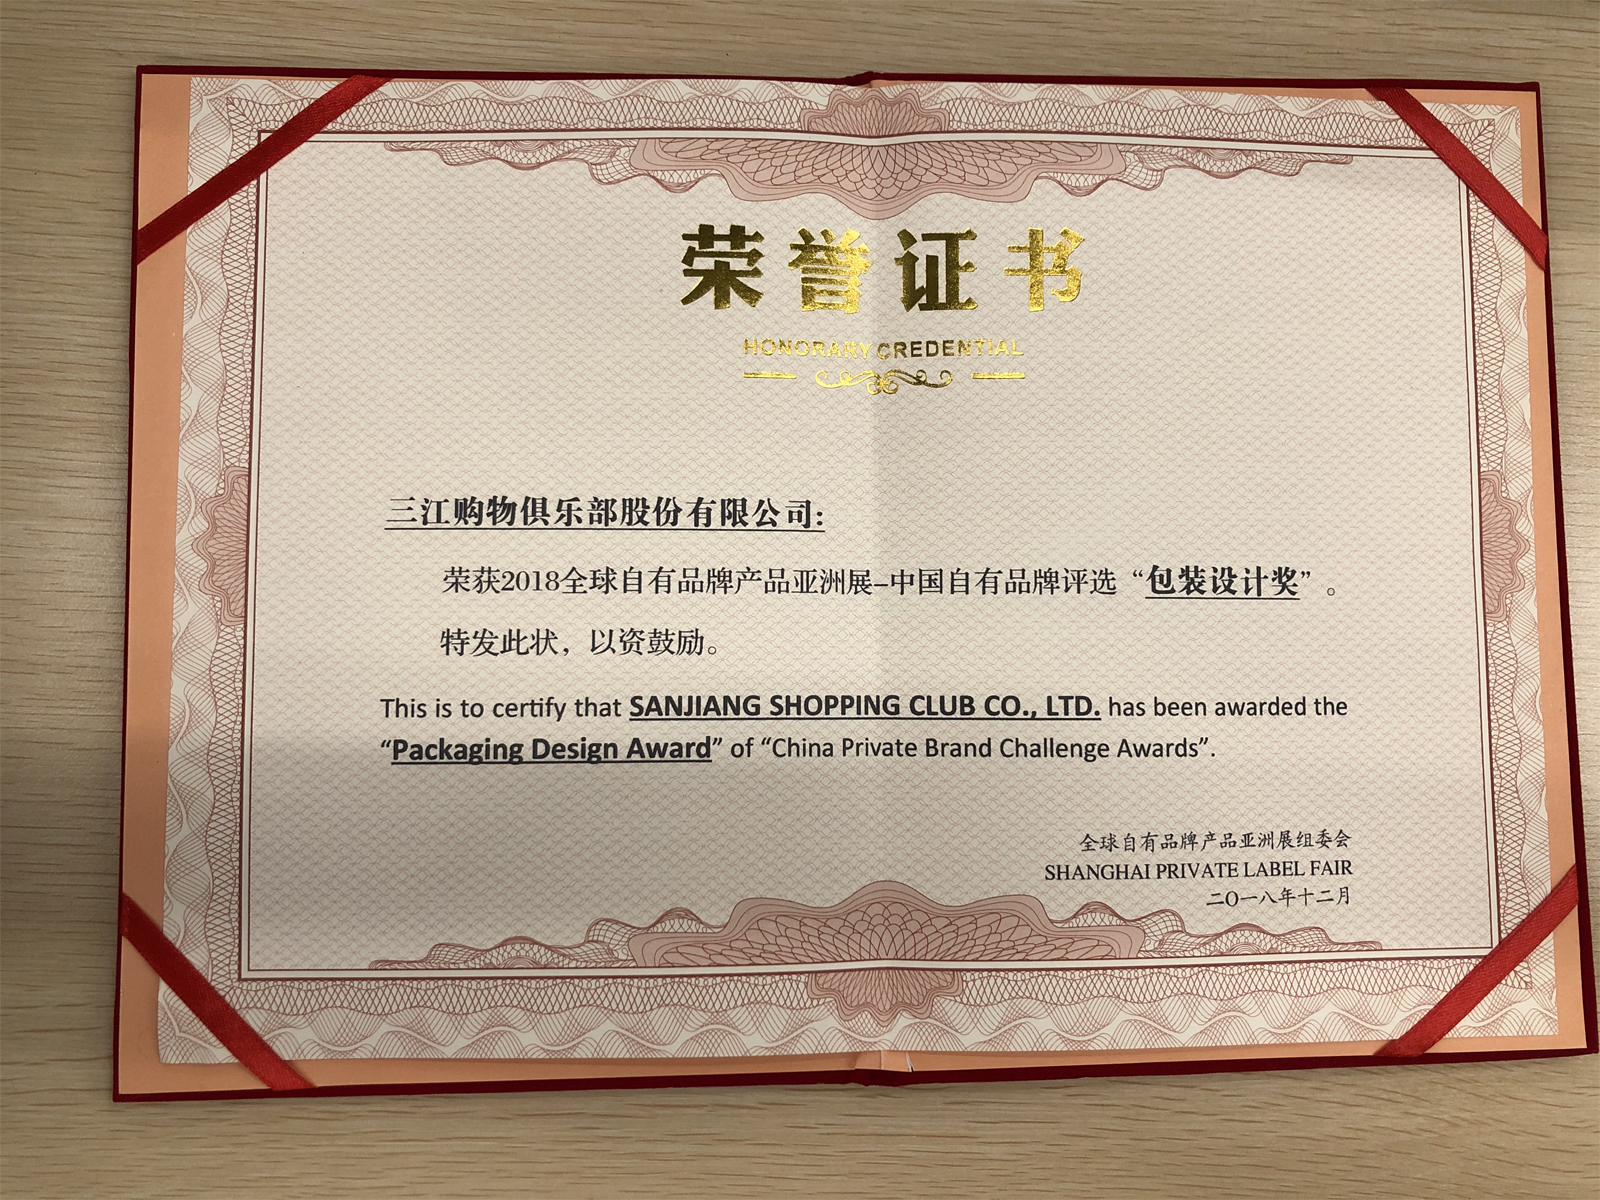 荣誉证书
HONORARY CREDENTIAL
三江购物俱乐部股份有限公司:
荣获2018全球自有品牌产品亚洲展–中国自有品牌评选“包装设计奖”。
特发此状，以资鼓励。
This is to certify that SANJIANG SHOPPING CLUB CO., LTD. has been awarded the
“Packaging Design Award” of “China Private Brand Challenge Awards”.
全球自有品牌产品亚洲展组委会
SHANGHAI PRIVATE LABEL FAIR
二〇一八年十二月